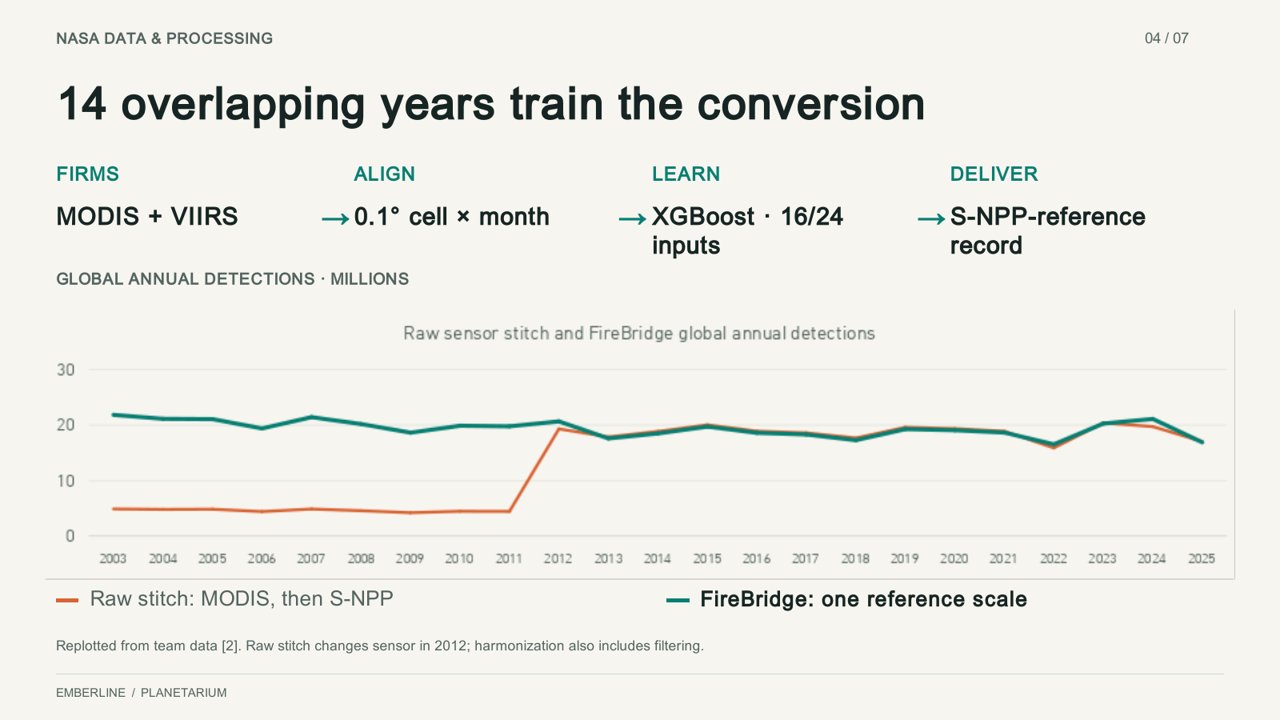 NASA DATA & PROCESSING
04 / 07
14 overlapping years train the conversion
FIRMS
MODIS + VIIRS
→
ALIGN
0.1° cell × month
→
LEARN
XGBoost · 16/24
inputs
→
DELIVER
S-NPP-reference
record
GLOBAL ANNUAL DETECTIONS · MILLIONS
Raw sensor stitch and FireBridge global annual detections
30
20
10
0
2003 2004 2005 2006 2007 2008 2009 2010 2011 2012 2013 2014 2015 2016 2017 2018 2019 2020 2021 2022 2023 2024 2025
Raw stitch: MODIS, then S-NPP
FireBridge: one reference scale
Replotted from team data [2]. Raw stitch changes sensor in 2012; harmonization also includes filtering.
EMBERLINE / PLANETARIUM